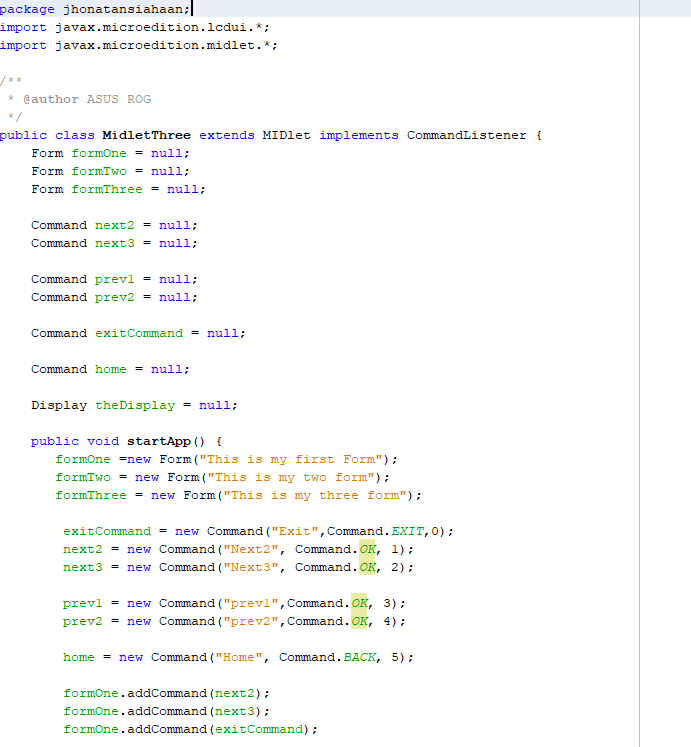 package jhonatansiahaan;
import javax.microedition.lcdui.*;
import javax.microedition.midlet.*;
/**
* @author ASUS ROG
*/
public class MidletThree extends MIDlet implements CommandListener {
Form formOne = null;
Form formTwo = null;
Form formThree = null;
Command next2 = null;
Command next3 = null;
Command prev1 = null;
Command prev2 = null;
Command exitCommand = null;
Command home = null;
Display theDisplay = null;
public void startApp() {
formOne =new Form("This is my first Form");
formTwo = new Form("This is my two form");
formThree = new Form("This is my three form");
exitCommand = new Command("Exit",Command.EXIT,0);
next2 = new Command("Next2", Command.OK, 1);
next3 = new Command("Next3", Command.OK, 2);
prev1 = new Command("prev1",Command.OK, 3);
prev2 = new Command("prev2",Command.OK, 4);
home = new Command("Home", Command.BACK, 5);
formOne.addCommand(next2);
formOne.addCommand(next3);
formOne.addCommand(exitCommand);